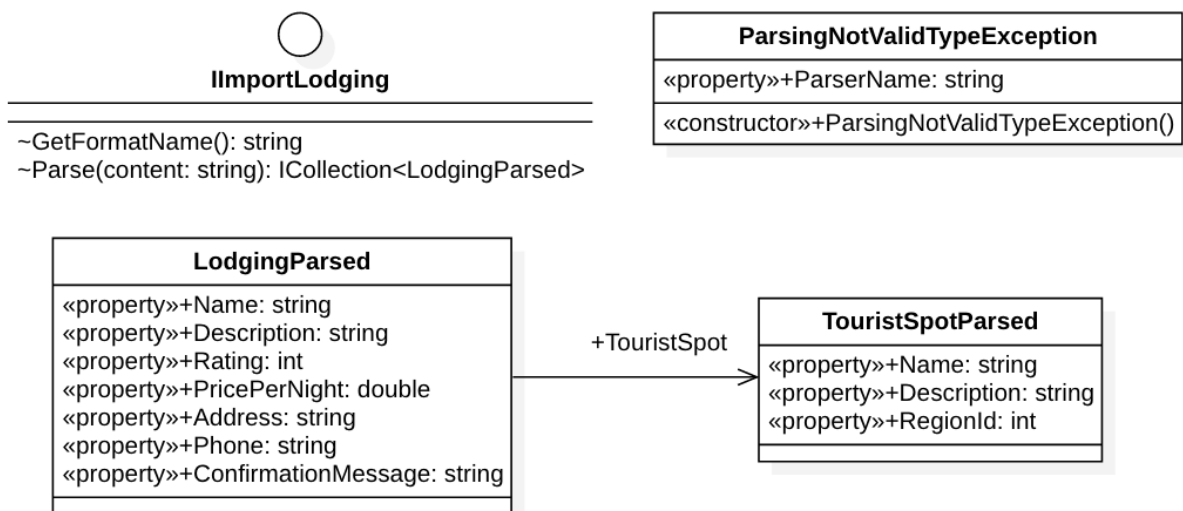 IImportLodging
~GetFormatName(): string
~Parse(content: string): ICollection<LodgingParsed>
ParsingNotValidTypeException
«property»+ParserName: string
«constructor»+ParsingNotValidTypeException()
LodgingParsed
«property»+Name: string
«property»+Description: string
«property»+Rating: int
«property»+PricePerNight: double
«property»+Address: string
«property»+Phone: string
«property»+ConfirmationMessage: string
+TouristSpot
TouristSpotParsed
«property»+Name: string
«property»+Description: string
«property»+RegionId: int